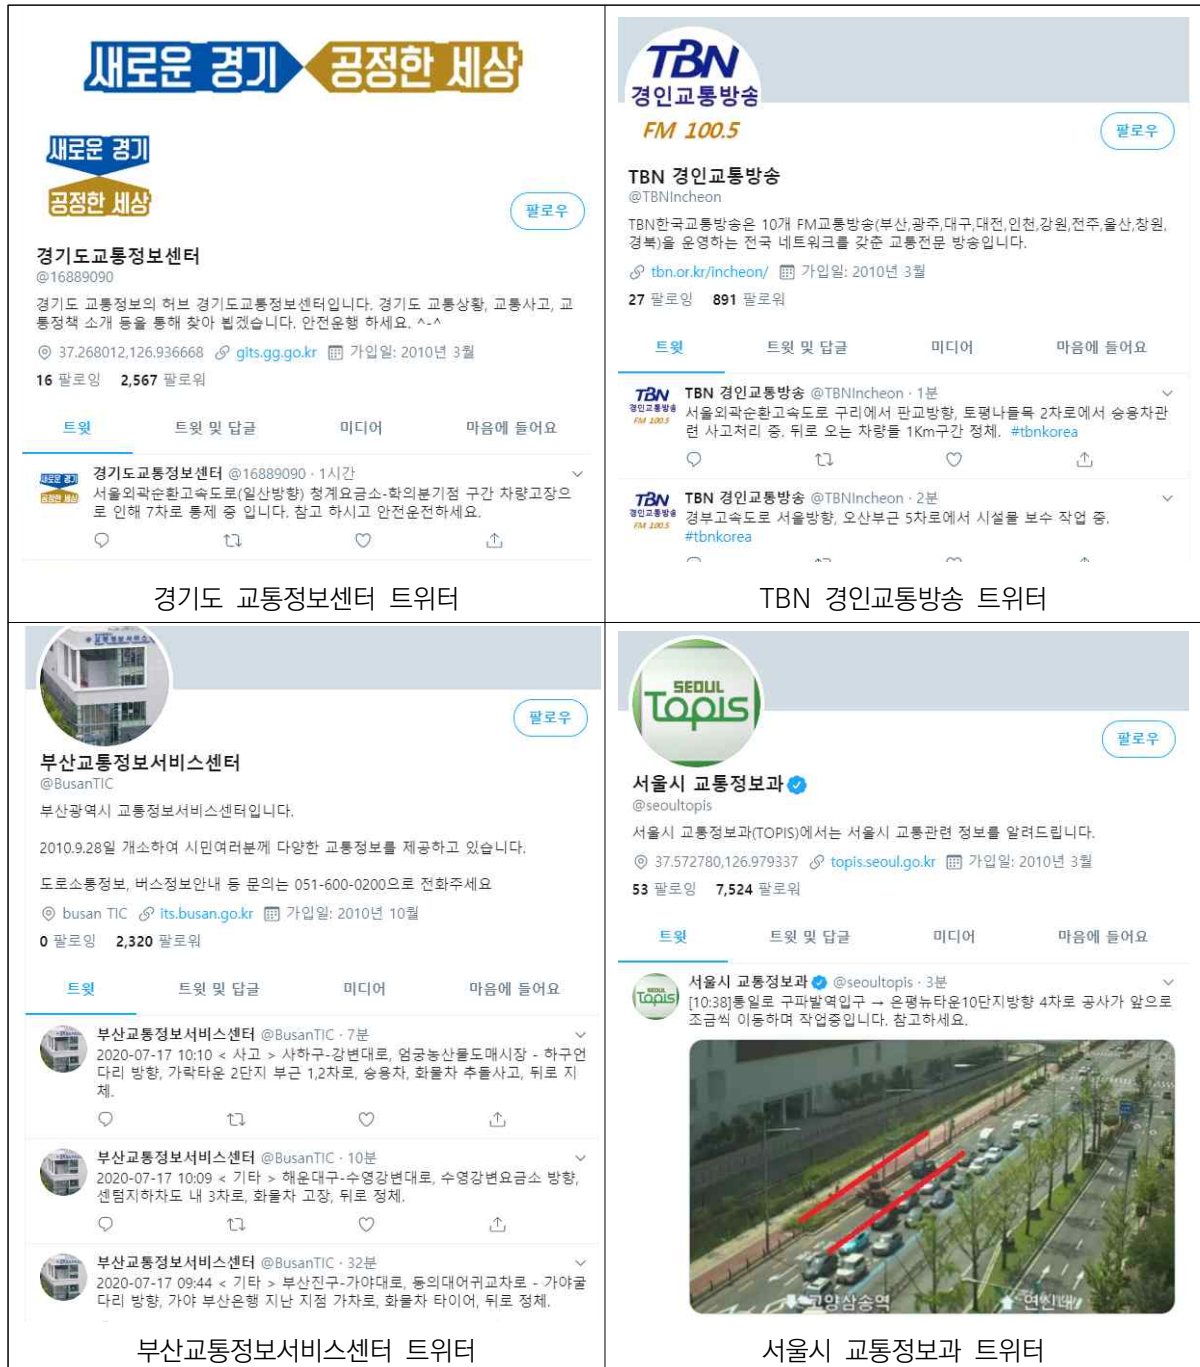 새로운 경기 공정한 세상
새로운 경기
공정한 세상
팔로우
경기도교통정보센터
@16889090
경기도 교통정보의 허브 경기도교통정보센터입니다. 경기도 교통상황, 교통사고, 교
통정책 소개 등을 통해 찾아 뵙겠습니다. 안전운행 하세요. ^-^
37.268012,126.936668 gits.gg.go.kr 가입일: 2010년 3월
16 팔로잉 2,567 팔로워
트윗 트윗 및 답글 미디어 마음에 들어요
경기도교통정보센터 @16889090 · 1시간
서울외곽순환고속도로(일산방향) 청계요금소-학의분기점 구간 차량고장으
로 인해 7차로 통제 중 입니다. 참고 하시고 안전운전하세요.
경기도 교통정보센터 트위터
TBN
경인교통방송
FM 100.5
팔로우
TBN 경인교통방송
@TBNIncheon
TBN한국교통방송은 10개 FM교통방송(부산,광주,대구,대전,인천,강원,전주,울산,창원,
경북)을 운영하는 전국 네트워크를 갖춘 교통전문 방송입니다.
tbn.or.kr/incheon/ 가입일: 2010년 3월
27 팔로잉 891 팔로워
트윗 트윗 및 답글 미디어 마음에 들어요
TBN
경인교통방송
FM 100.5
TBN 경인교통방송 @TBNIncheon · 1분
서울외곽순환고속도로 구리에서 판교방향, 토평나들목 2차로에서 승용차관
련 사고처리 중. 뒤로 오는 차량들 1Km구간 정체. #tbnkorea
TBN
경인교통방송
FM 100.5
TBN 경인교통방송 @TBNIncheon · 2분
경부고속도로 서울방향, 오산부근 5차로에서 시설물 보수 작업 중.
#tbnkorea
TBN 경인교통방송 트위터
팔로우
부산교통정보서비스센터
@BusanTIC
부산광역시 교통정보서비스센터입니다.
2010.9.28일 개소하여 시민여러분께 다양한 교통정보를 제공하고 있습니다.
도로소통정보, 버스정보안내 등 문의는 051-600-0200으로 전화주세요
busan TIC its.busan.go.kr 가입일: 2010년 10월
0 팔로잉 2,320 팔로워
트윗 트윗 및 답글 미디어 마음에 들어요
부산교통정보서비스센터 @BusanTIC · 7분
2020-07-17 10:10 < 사고 > 사하구-강변대로, 엄궁농산물도매시장 - 하구언
다리 방향, 가락타운 2단지 부근 1,2차로, 승용차, 화물차 추돌사고, 뒤로 지
체.
부산교통정보서비스센터 @BusanTIC · 10분
2020-07-17 10:09 < 기타 > 해운대구-수영강변대로, 수영강변요금소 방향,
센텀지하차도 내 3차로, 화물차 고장, 뒤로 정체.
부산교통정보서비스센터 @BusanTIC · 32분
2020-07-17 09:44 < 기타 > 부산진구-가야대로, 동의대어귀교차로 - 가야굴
다리 방향, 가야 부산은행 지난 지점 가차로, 화물차 타이어, 뒤로 정체.
부산교통정보서비스센터 트위터
SEOUL
Topis
팔로우
서울시 교통정보과
@seoultopis
서울시 교통정보과(TOPIS)에서는 서울시 교통관련 정보를 알려드립니다.
37.572780,126.979337 topis.seoul.go.kr 가입일: 2010년 3월
53 팔로잉 7,524 팔로워
트윗 트윗 및 답글 미디어 마음에 들어요
SEOUL
Topis
서울시 교통정보과 @seoultopis · 3분
[10:38]통일로 구파발역입구 → 은평뉴타운10단지방향 4차로 공사가 앞으로
조금씩 이동하며 작업중입니다. 참고하세요.
고양삼송역 연신내
서울시 교통정보과 트위터